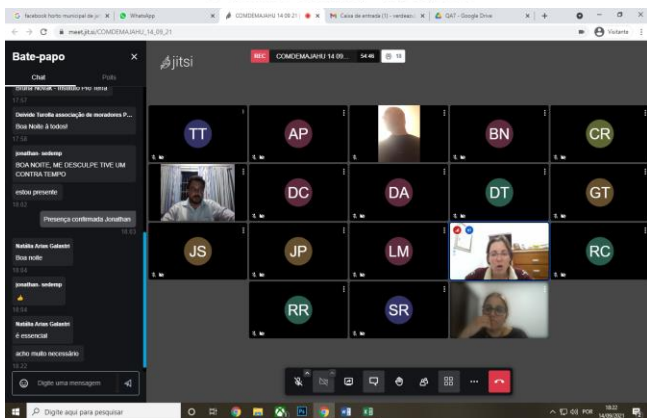 facebook horto municipal de ja
WhatsApp
COMDEMAJAHU 14 09 21
Caixa de entrada (1)
QAT - Google Drive
meet.jit.si/COMDEMAJAHU_14_09_21
Visitante
Bate-papo
Chat
Polls
Bruna Novak - Instituto Pró Terra
17:57
Deivide Turolla associação de moradores P...
Boa Noite à todos!
17:58
jonathan- sedemp
BOA NOITE, ME DESCULPE TIVE UM
CONTRA TEMPO
estou presente
18:02
Presença confirmada Jonathan
18:03
Natália Arias Galastri
Boa noite
18:04
jonathan- sedemp
👍
18:04
Natália Arias Galastri
é essencial
acho muito necessário
18:22
Digite uma mensagem
jitsi
REC
COMDEMAJAHU 14 09...
54:46
18
TT
AP
BN
CR
DC
DA
DT
GT
JS
JP
LM
RC
RR
SR
Digite aqui para pesquisar
POR
18:22
14/09/2021